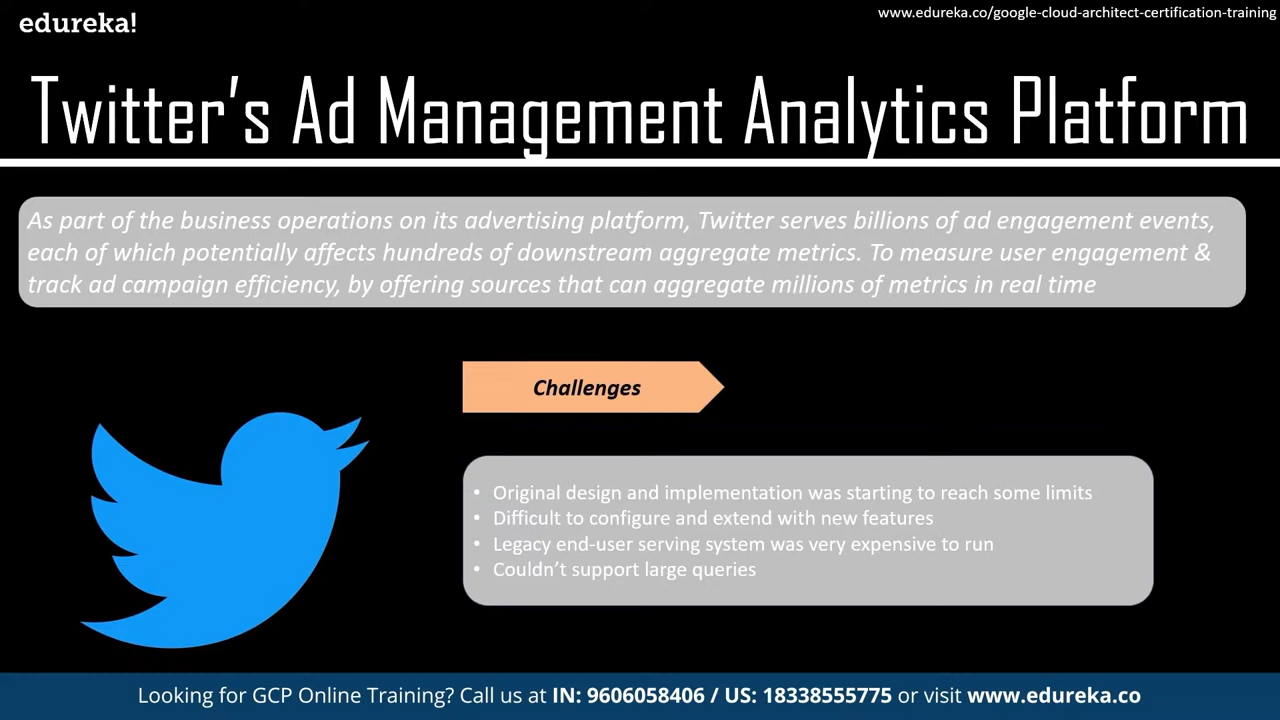 edureka!
www.edureka.co/google-cloud-architect-certification-training
Twitter's Ad Management Analytics Platform
As part of the business operations on its advertising platform, Twitter serves billions of ad engagement events,
each of which potentially affects hundreds of downstream aggregate metrics. To measure user engagement &
track ad campaign efficiency, by offering sources that can aggregate millions of metrics in real time
Challenges
• Original design and implementation was starting to reach some limits
• Difficult to configure and extend with new features
• Legacy end-user serving system was very expensive to run
• Couldn't support large queries
Looking for GCP Online Training? Call us at IN: 9606058406 / US: 18338555775 or visit www.edureka.co